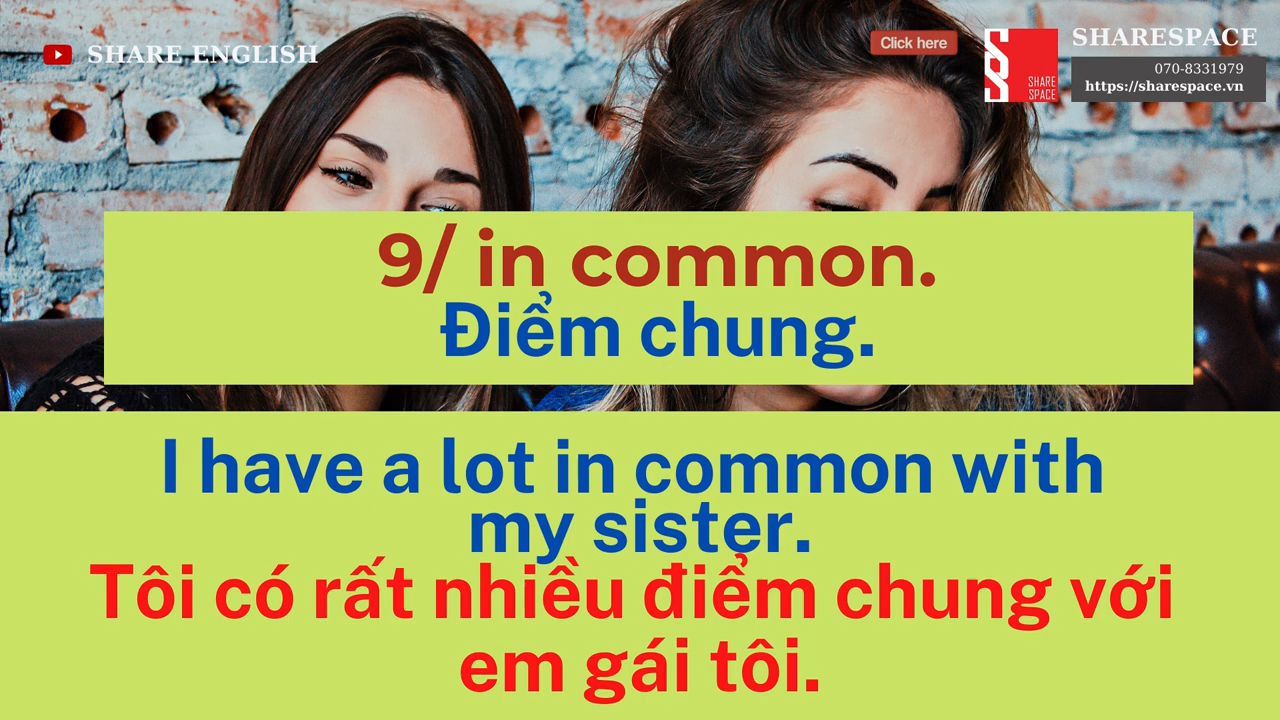 SHARE ENGLISH
Click here
SHARE
SPACE
SHARESPACE
070-8331979
https://sharespace.vn
9/ in common.
Điểm chung.
I have a lot in common with
my sister.
Tôi có rất nhiều điểm chung với
em gái tôi.